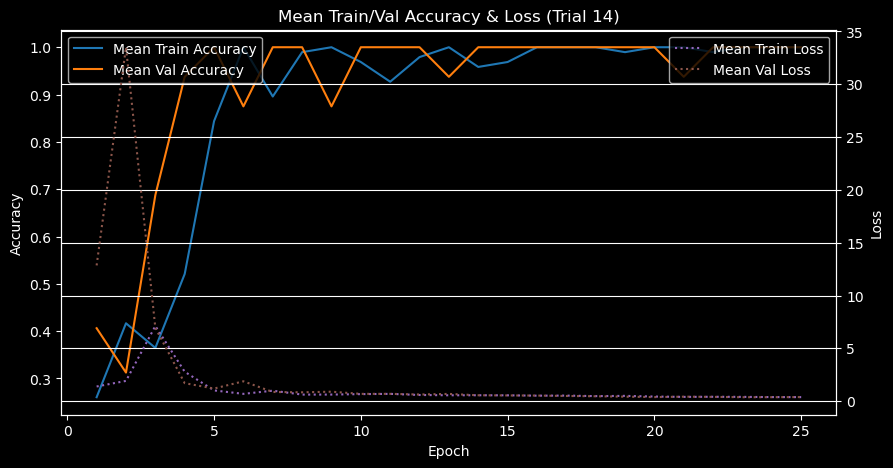 Mean Train/Val Accuracy & Loss (Trial 14)
Mean Train Accuracy
Mean Val Accuracy
Mean Train Loss
Mean Val Loss
1.0
0.9
0.8
0.7
0.6
0.5
0.4
0.3
Accuracy
35
30
25
20
15
10
5
0
Loss
0
5
10
15
20
25
Epoch